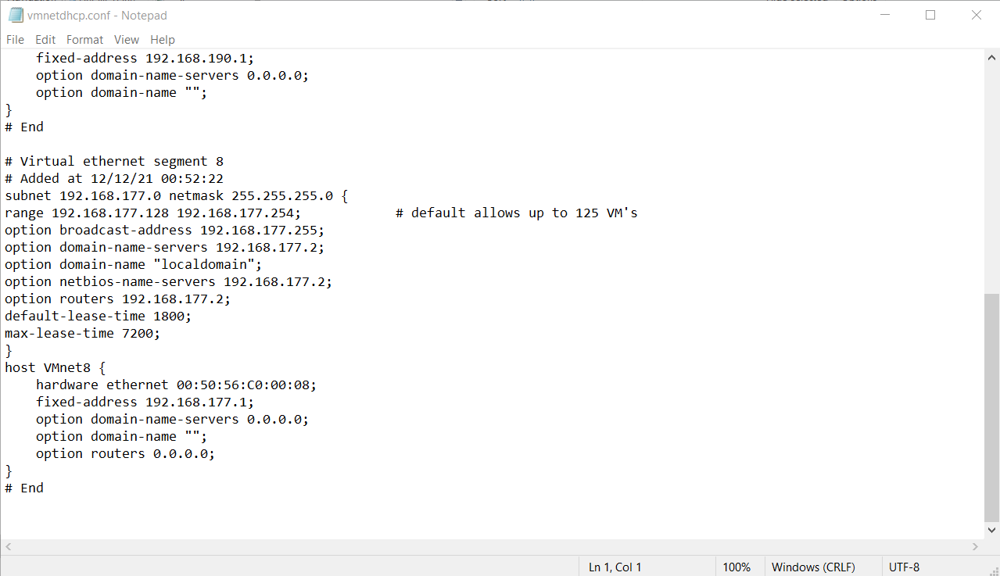 vmnetdhcp.conf - Notepad
File Edit Format View Help
    fixed-address 192.168.190.1;
    option domain-name-servers 0.0.0.0;
    option domain-name "";
}
# End

# Virtual ethernet segment 8
# Added at 12/12/21 00:52:22
subnet 192.168.177.0 netmask 255.255.255.0 {
range 192.168.177.128 192.168.177.254;            # default allows up to 125 VM's
option broadcast-address 192.168.177.255;
option domain-name-servers 192.168.177.2;
option domain-name "localdomain";
option netbios-name-servers 192.168.177.2;
option routers 192.168.177.2;
default-lease-time 1800;
max-lease-time 7200;
}
host VMnet8 {
    hardware ethernet 00:50:56:C0:00:08;
    fixed-address 192.168.177.1;
    option domain-name-servers 0.0.0.0;
    option domain-name "";
    option routers 0.0.0.0;
}
# End
Ln 1, Col 1 100% Windows (CRLF) UTF-8